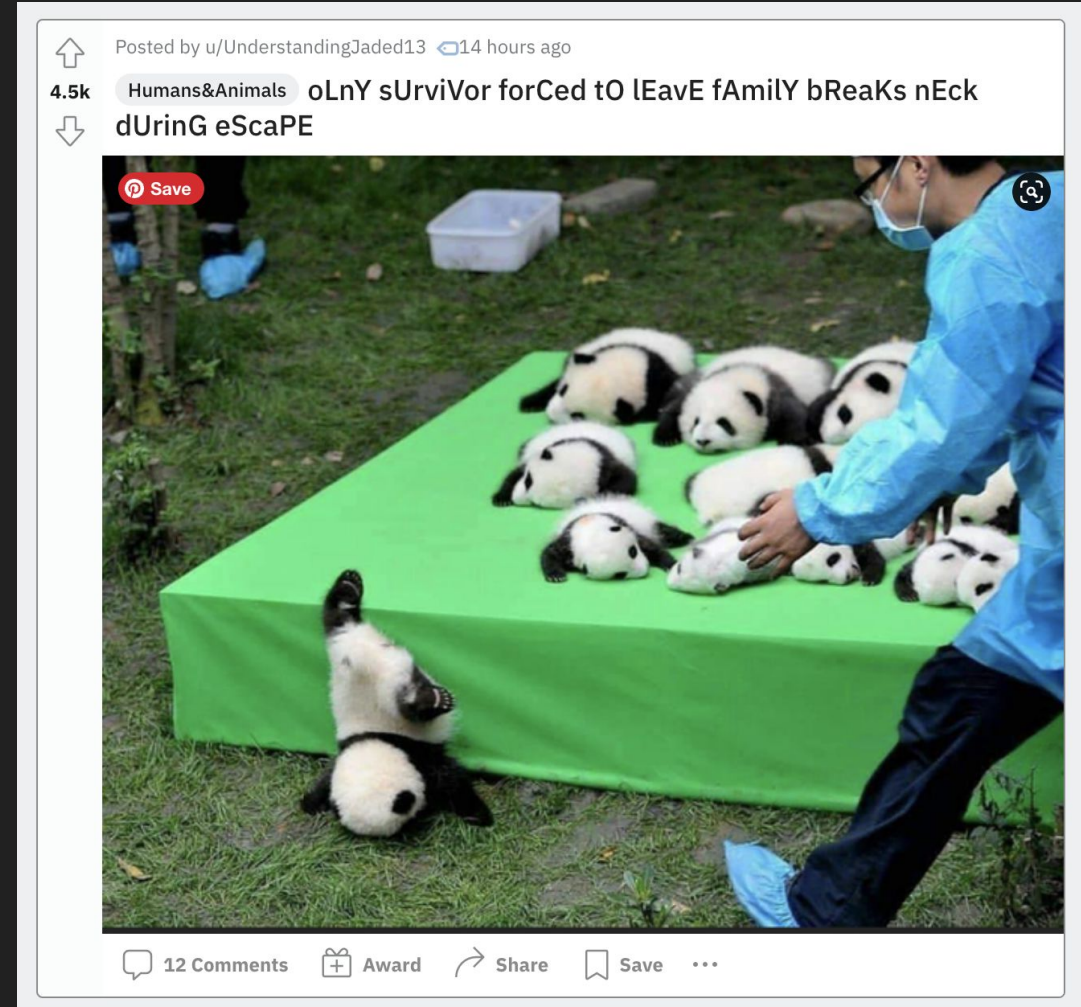 Posted by u/UnderstandingJaded13 14 hours ago
4.5k
Humans&Animals oLnY sUrviVor forCed tO lEavE fAmilY bReaKs nEck
dUrinG eScaPE
Save
12 Comments Award Share Save